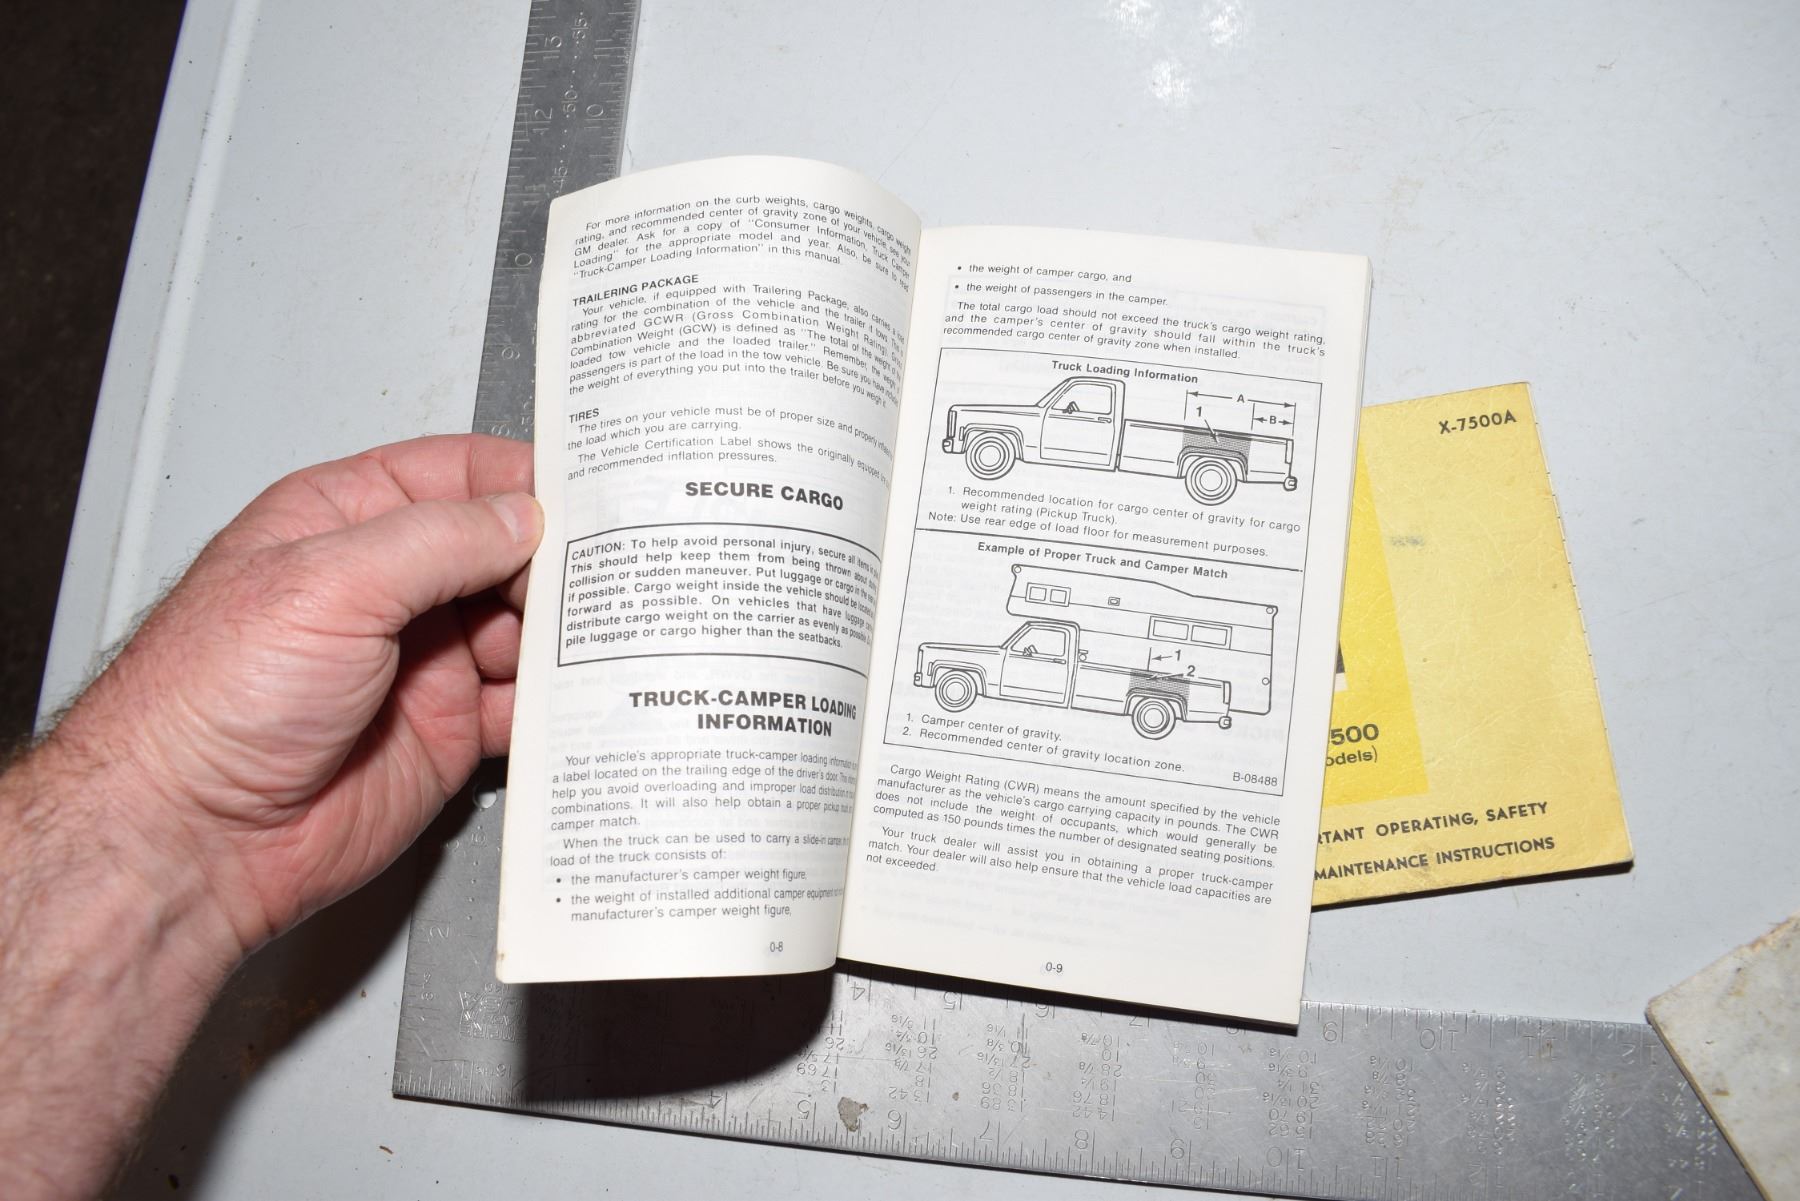 For more information on the curb weights, cargo weights, cargo weight
rating, and recommended center of gravity zone of your vehicle, see your
GM dealer. Ask for a copy of "Consumer Information, Truck Camper
Loading" for the appropriate model and year. Also, be sure to read
"Truck-Camper Loading Information" in this manual.
TRAILERING PACKAGE
Your vehicle, if equipped with Trailering Package, also carries a load
rating for the combination of the vehicle and the trailer it tows. This is
abbreviated GCWR (Gross Combination Weight Rating). Gross
Combination Weight (GCW) is defined as "The total of the weight of the
loaded tow vehicle and the loaded trailer." Remember, the weight of
passengers is part of the load in the tow vehicle. Be sure you have included
the weight of everything you put into the trailer before you weigh it.
TIRES
The tires on your vehicle must be of proper size and properly inflated
the load which you are carrying.
The Vehicle Certification Label shows the originally equipped
and recommended inflation pressures.
SECURE CARGO
CAUTION: To help avoid personal injury, secure all items in
This should help keep them from being thrown about
collision or sudden maneuver. Put luggage or cargo in the
if possible. Cargo weight inside the vehicle should be located
forward as possible. On vehicles that have luggage
distribute cargo weight on the carrier as evenly as possible.
pile luggage or cargo higher than the seatbacks.
TRUCK-CAMPER LOADING
INFORMATION
Your vehicle's appropriate truck-camper loading information
a label located on the trailing edge of the driver's door. This
help you avoid overloading and improper load distribution
combinations. It will also help obtain a proper pickup
camper match.
When the truck can be used to carry a slide-in
load of the truck consists of:
• the manufacturer's camper weight figure,
• the weight of installed additional camper equipment
manufacturer's camper weight figure,
0-8
• the weight of camper cargo, and
• the weight of passengers in the camper.
The total cargo load should not exceed the truck's cargo weight rating,
and the camper's center of gravity should fall within the truck's
recommended cargo center of gravity zone when installed.
Truck Loading Information
A
1
B
1. Recommended location for cargo center of gravity for cargo
weight rating (Pickup Truck).
Note: Use rear edge of load floor for measurement purposes.
Example of Proper Truck and Camper Match
1
2
1. Camper center of gravity.
2. Recommended center of gravity location zone.
B-08488
Cargo Weight Rating (CWR) means the amount specified by the vehicle
manufacturer as the vehicle's cargo carrying capacity in pounds. The CWR
does not include the weight of occupants, which would generally be
computed as 150 pounds times the number of designated seating positions.
Your truck dealer will assist you in obtaining a proper truck-camper
match. Your dealer will also help ensure that the vehicle load capacities are
not exceeded.
0-9
X-7500A
500
odels)
RTANT OPERATING, SAFETY
MAINTENANCE INSTRUCTIONS